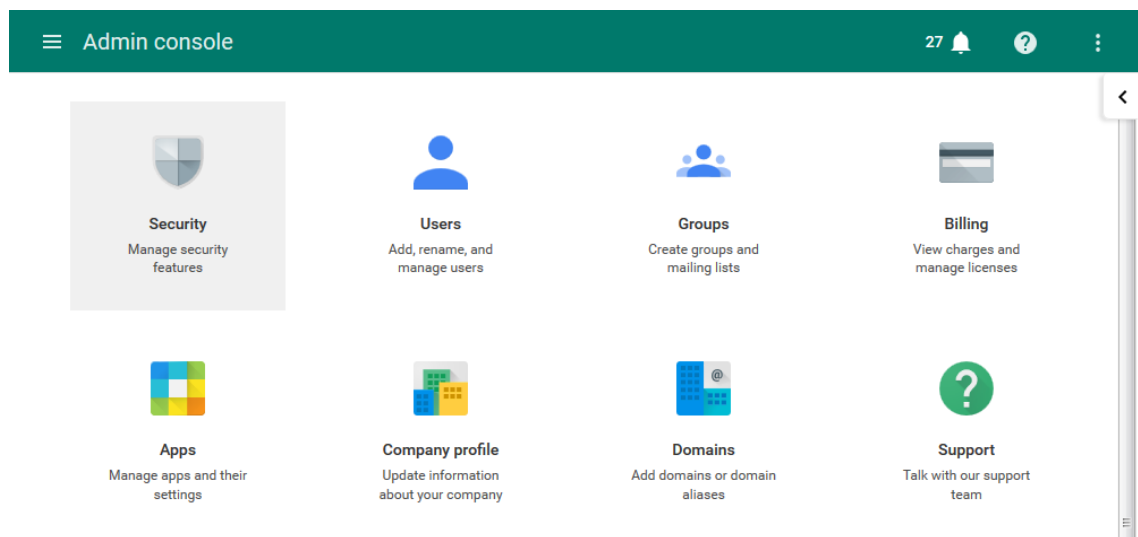 Admin console
27
Security
Manage security
features
Users
Add, rename, and
manage users
Groups
Create groups and
mailing lists
Billing
View charges and
manage licenses
Apps
Manage apps and their
settings
Company profile
Update information
about your company
@
Domains
Add domains or domain
aliases
?
Support
Talk with our support
team